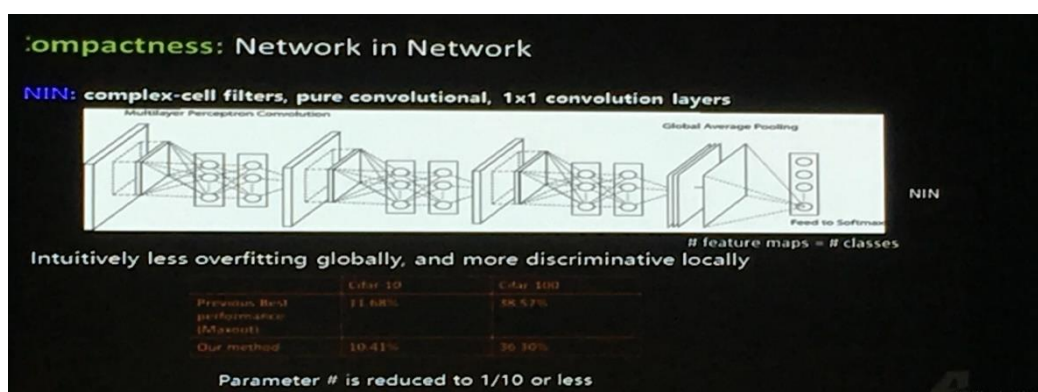 :ompactness: Network in Network
NIN: complex-cell filters, pure convolutional, 1x1 convolution layers
Multilayer Perceptron Convolution
Global Average Pooling
NIN
Feed to Softmax
# feature maps = # classes
Intuitively less overfitting globally, and more discriminative locally
Cifar 10 Cifar 100
Previous Best 11.68% 38.57%
performance
(Maxout)
Our method 10.41% 36.30%
Parameter # is reduced to 1/10 or less